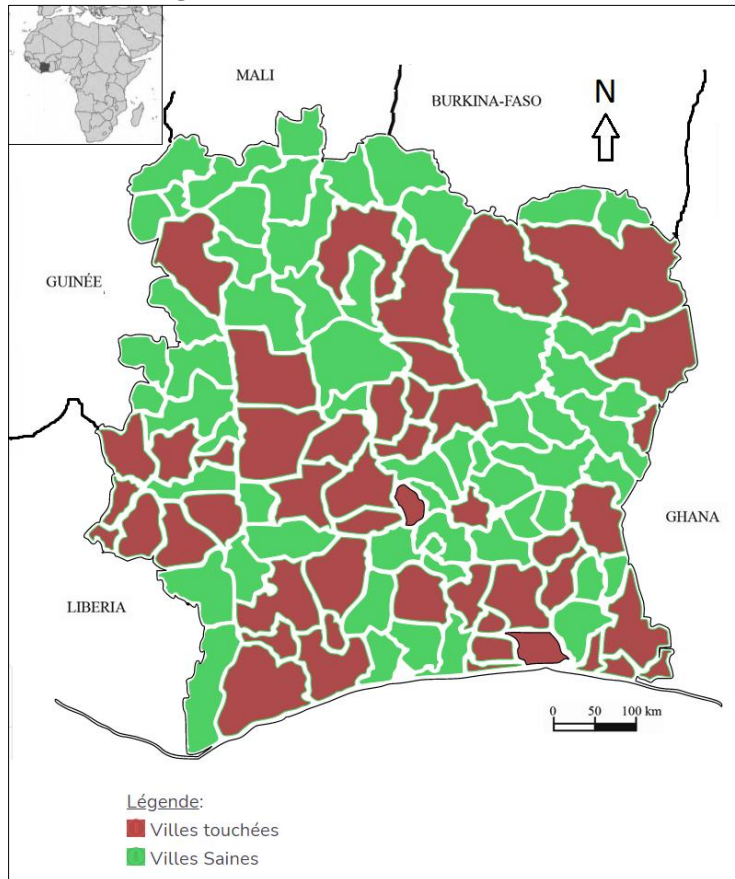 MALI
BURKINA-FASO
N
GUINÉE
GHANA
LIBERIA
0 50 100 km
Légende:
Villes touchées
Villes Saines